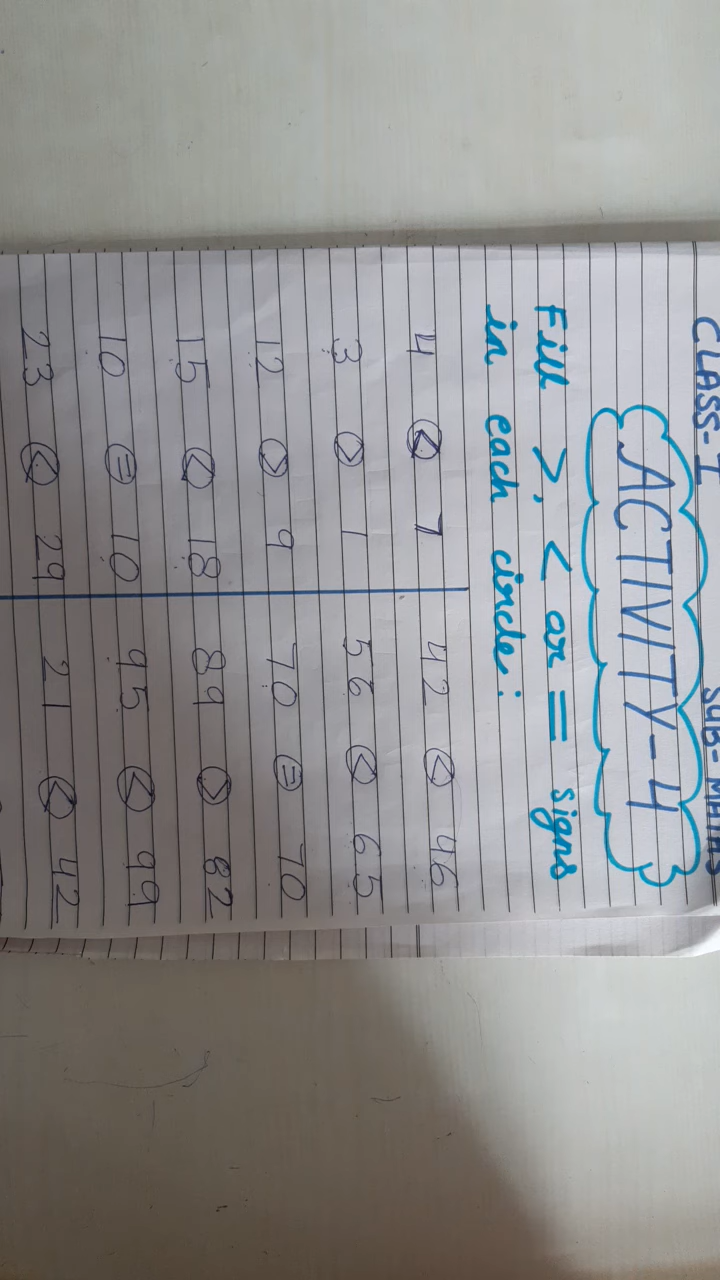 CLASS-I SUB-MATHS
ACTIVITY-4
Fill >, < or = signs
in each circle:
4 < 7 42 < 46
3 > 1 56 < 65
12 > 9 70 = 70
15 < 18 89 > 82
10 = 10 95 < 99
23 < 29 21 < 42